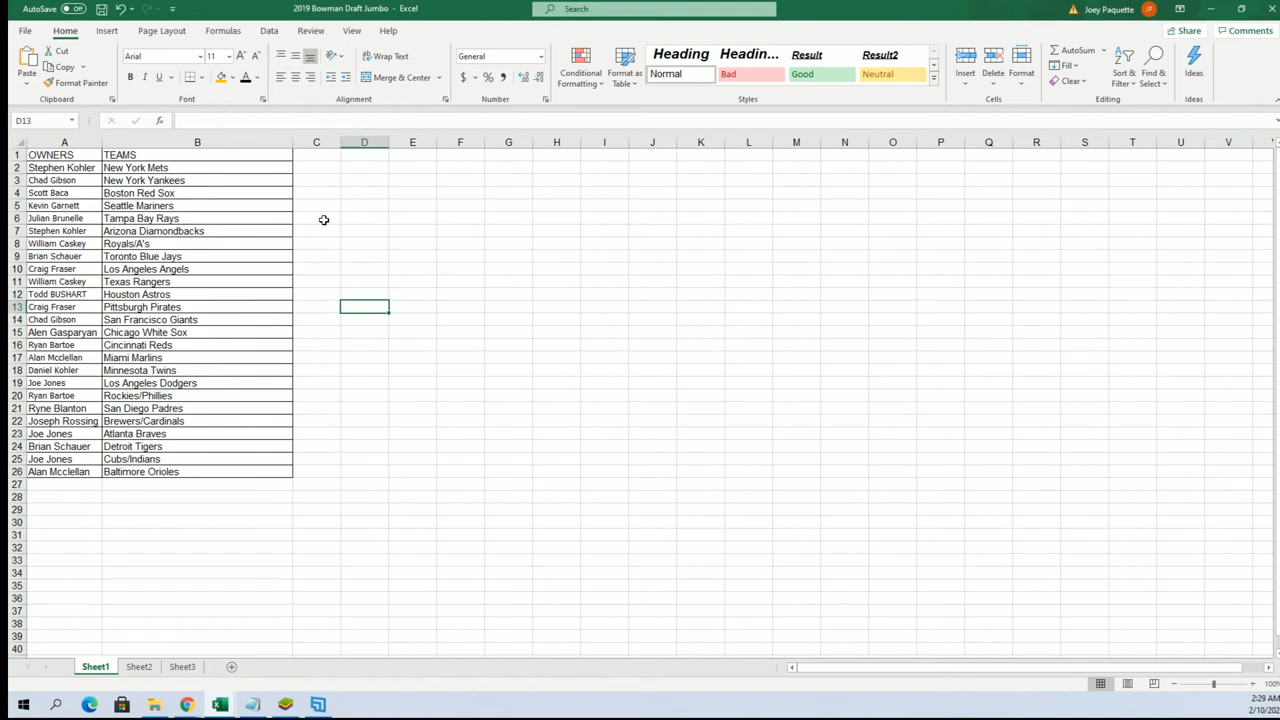 AutoSave Off 2019 Bowman Draft Jumbo - Excel Search Joey Paquette JP
File Home Insert Page Layout Formulas Data Review View Help Share Comments
Paste Cut Copy Format Painter Clipboard
Arial 11 B I U A Font
ab Wrap Text Merge & Center Alignment
General $ % Number
Conditional Formatting Format as Table
Heading Headin... Result Result2
Normal Bad Good Neutral
Styles
Insert Delete Format Cells
AutoSum Fill Clear Sort & Filter Find & Select Editing
Ideas Ideas
D13 fx
A B C D E F G H I J K L M N O P Q R S T U V
1 OWNERS TEAMS
2 Stephen Kohler New York Mets
3 Chad Gibson New York Yankees
4 Scott Baca Boston Red Sox
5 Kevin Garnett Seattle Mariners
6 Julian Brunelle Tampa Bay Rays
7 Stephen Kohler Arizona Diamondbacks
8 William Caskey Royals/A's
9 Brian Schauer Toronto Blue Jays
10 Craig Fraser Los Angeles Angels
11 William Caskey Texas Rangers
12 Todd BUSHART Houston Astros
13 Craig Fraser Pittsburgh Pirates
14 Chad Gibson San Francisco Giants
15 Alen Gasparyan Chicago White Sox
16 Ryan Bartoe Cincinnati Reds
17 Alan Mcclellan Miami Marlins
18 Daniel Kohler Minnesota Twins
19 Joe Jones Los Angeles Dodgers
20 Ryan Bartoe Rockies/Phillies
21 Ryne Blanton San Diego Padres
22 Joseph Rossing Brewers/Cardinals
23 Joe Jones Atlanta Braves
24 Brian Schauer Detroit Tigers
25 Joe Jones Cubs/Indians
26 Alan Mcclellan Baltimore Orioles
27
28
29
30
31
32
33
34
35
36
37
38
39
40
Sheet1 Sheet2 Sheet3
100%
2:29 AM
2/10/202